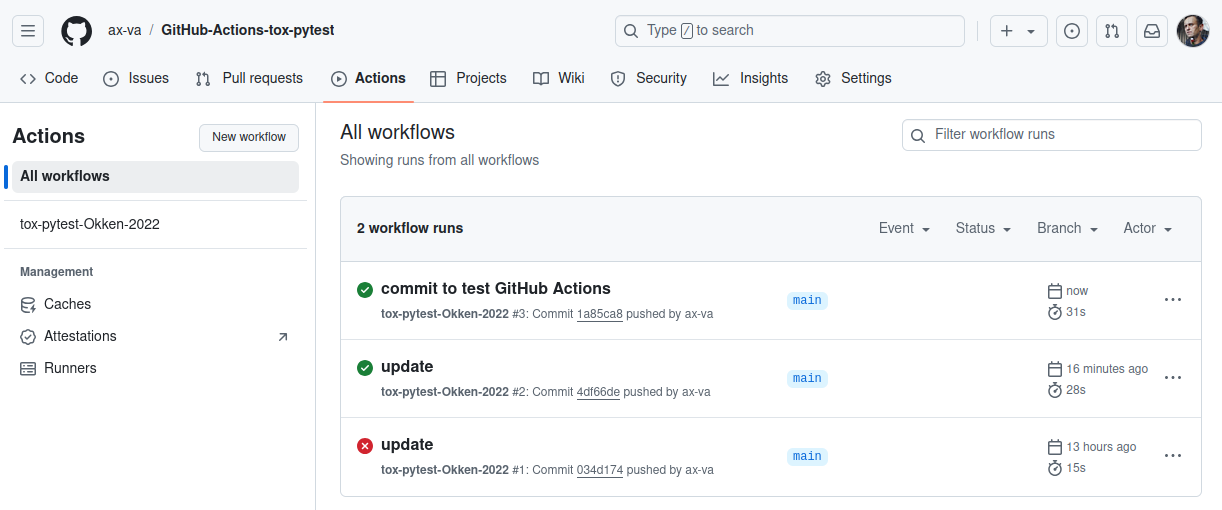 ax-va / GitHub-Actions-tox-pytest
Type / to search
Code Issues Pull requests Actions Projects Wiki Security Insights Settings
Actions
New workflow
All workflows
tox-pytest-Okken-2022
Management
Caches
Attestations
Runners
All workflows
Showing runs from all workflows
Filter workflow runs
2 workflow runs
Event Status Branch Actor
commit to test GitHub Actions
tox-pytest-Okken-2022 #3: Commit 1a85ca8 pushed by ax-va
main
now
31s
update
tox-pytest-Okken-2022 #2: Commit 4df66de pushed by ax-va
main
16 minutes ago
28s
update
tox-pytest-Okken-2022 #1: Commit 034d174 pushed by ax-va
main
13 hours ago
15s